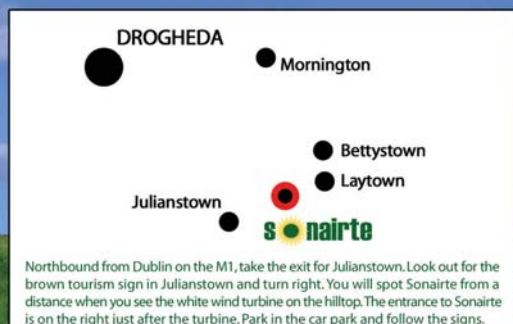 DROGHEDA
Mornington
Bettystown
Laytown
Julianstown
sonairte
Northbound from Dublin on the M1, take the exit for Julianstown. Look out for the
brown tourism sign in Julianstown and turn right. You will spot Sonairte from a
distance when you see the white wind turbine on the hilltop. The entrance to Sonairte
is on the right just after the turbine. Park in the car park and follow the signs.